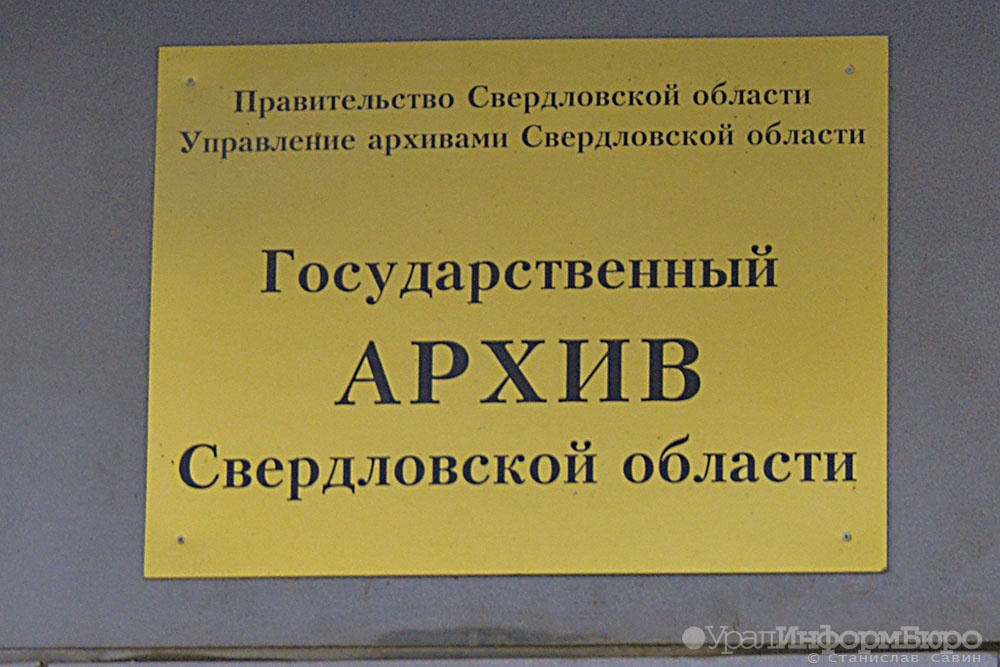 Правительство Свердловской области
Управление архивами Свердловской области
Государственный
АРХИВ
Свердловской области
УралИнформБюро
© Станислав Савин